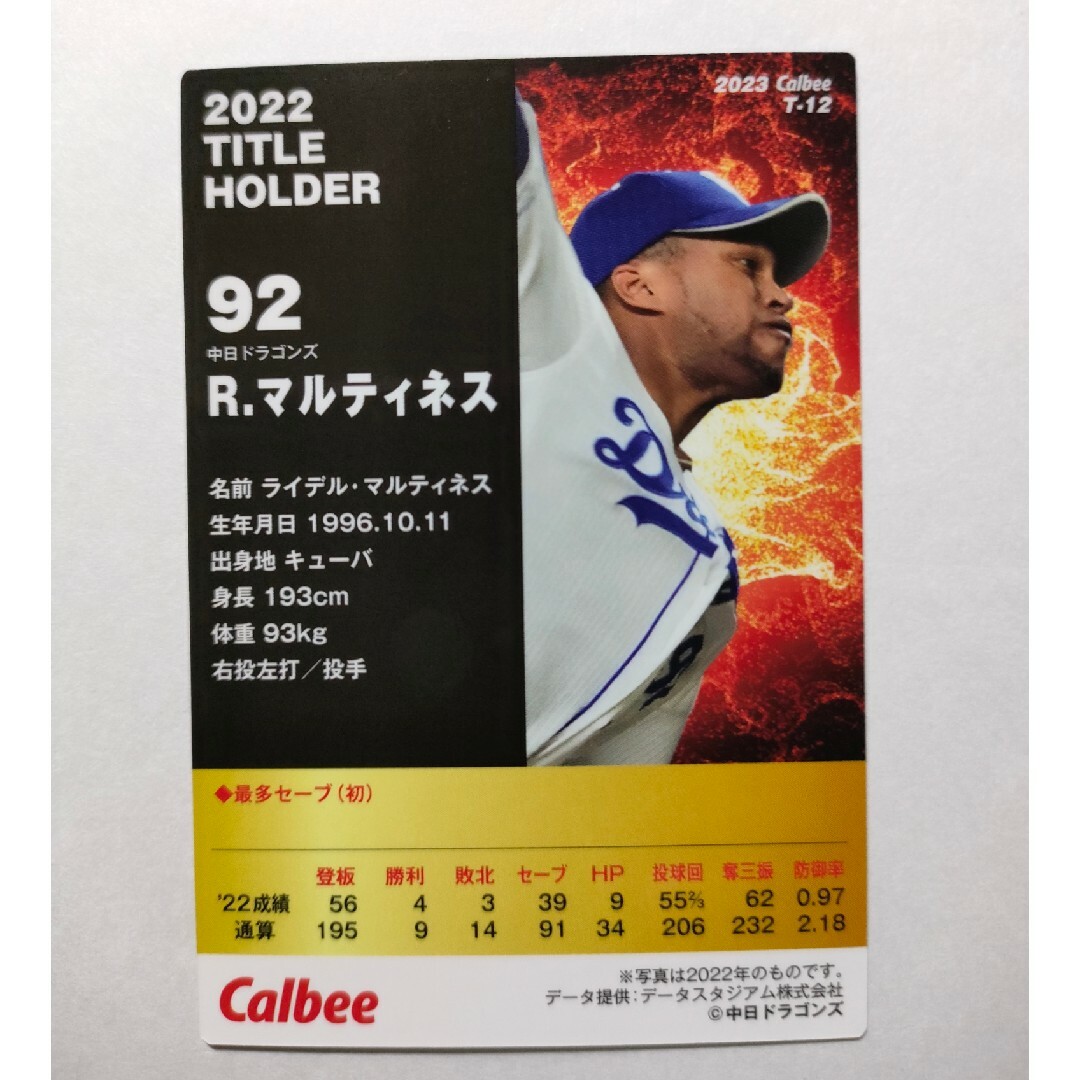 2022
TITLE
HOLDER
2023 Calbee
T-12
92
中日ドラゴンズ
R.マルティネス
名前 ライデル・マルティネス
生年月日 1996.10.11
出身地 キューバ
身長 193cm
体重 93kg
右投左打／投手
◆最多セーブ(初)
登板 勝利 敗北 セーブ HP 投球回 奪三振 防御率
'22成績 56 4 3 39 9 55⅔ 62 0.97
通算 195 9 14 91 34 206 232 2.18
Calbee
※写真は2022年のものです。
データ提供:データスタジアム株式会社
©中日ドラゴンズ